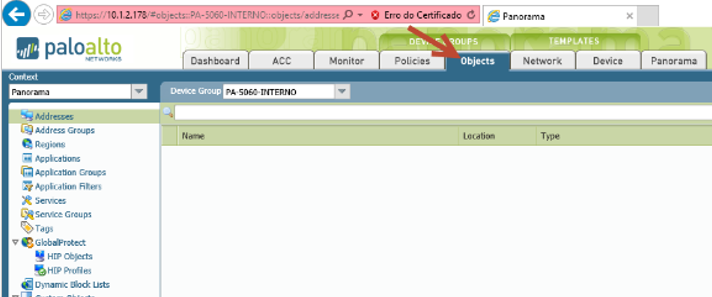 https://10.1.2.178/#objects::PA-5060-INTERNO::objects/addresse
Erro do Certificado
Panorama
paloalto
NETWORKS
DEVICE GROUPS
TEMPLATES
Dashboard
ACC
Monitor
Policies
Objects
Network
Device
Panorama
Context
Panorama
Device Group
PA-5060-INTERNO
Addresses
Address Groups
Regions
Applications
Application Groups
Application Filters
Services
Service Groups
Tags
GlobalProtect
HIP Objects
HIP Profiles
Dynamic Block Lists
Custom Objects
Name
Location
Type